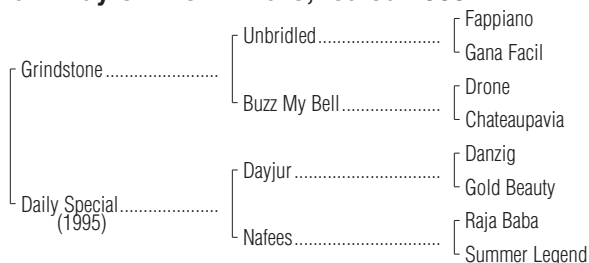 Fappiano
Unbridled....................
Gana Facil
Grindstone....................
Drone
Buzz My Bell....................
Chateaupavia
Danzig
Dayjur....................
Gold Beauty
Daily Special....................
(1995)
Raja Baba
Nafees....................
Summer Legend